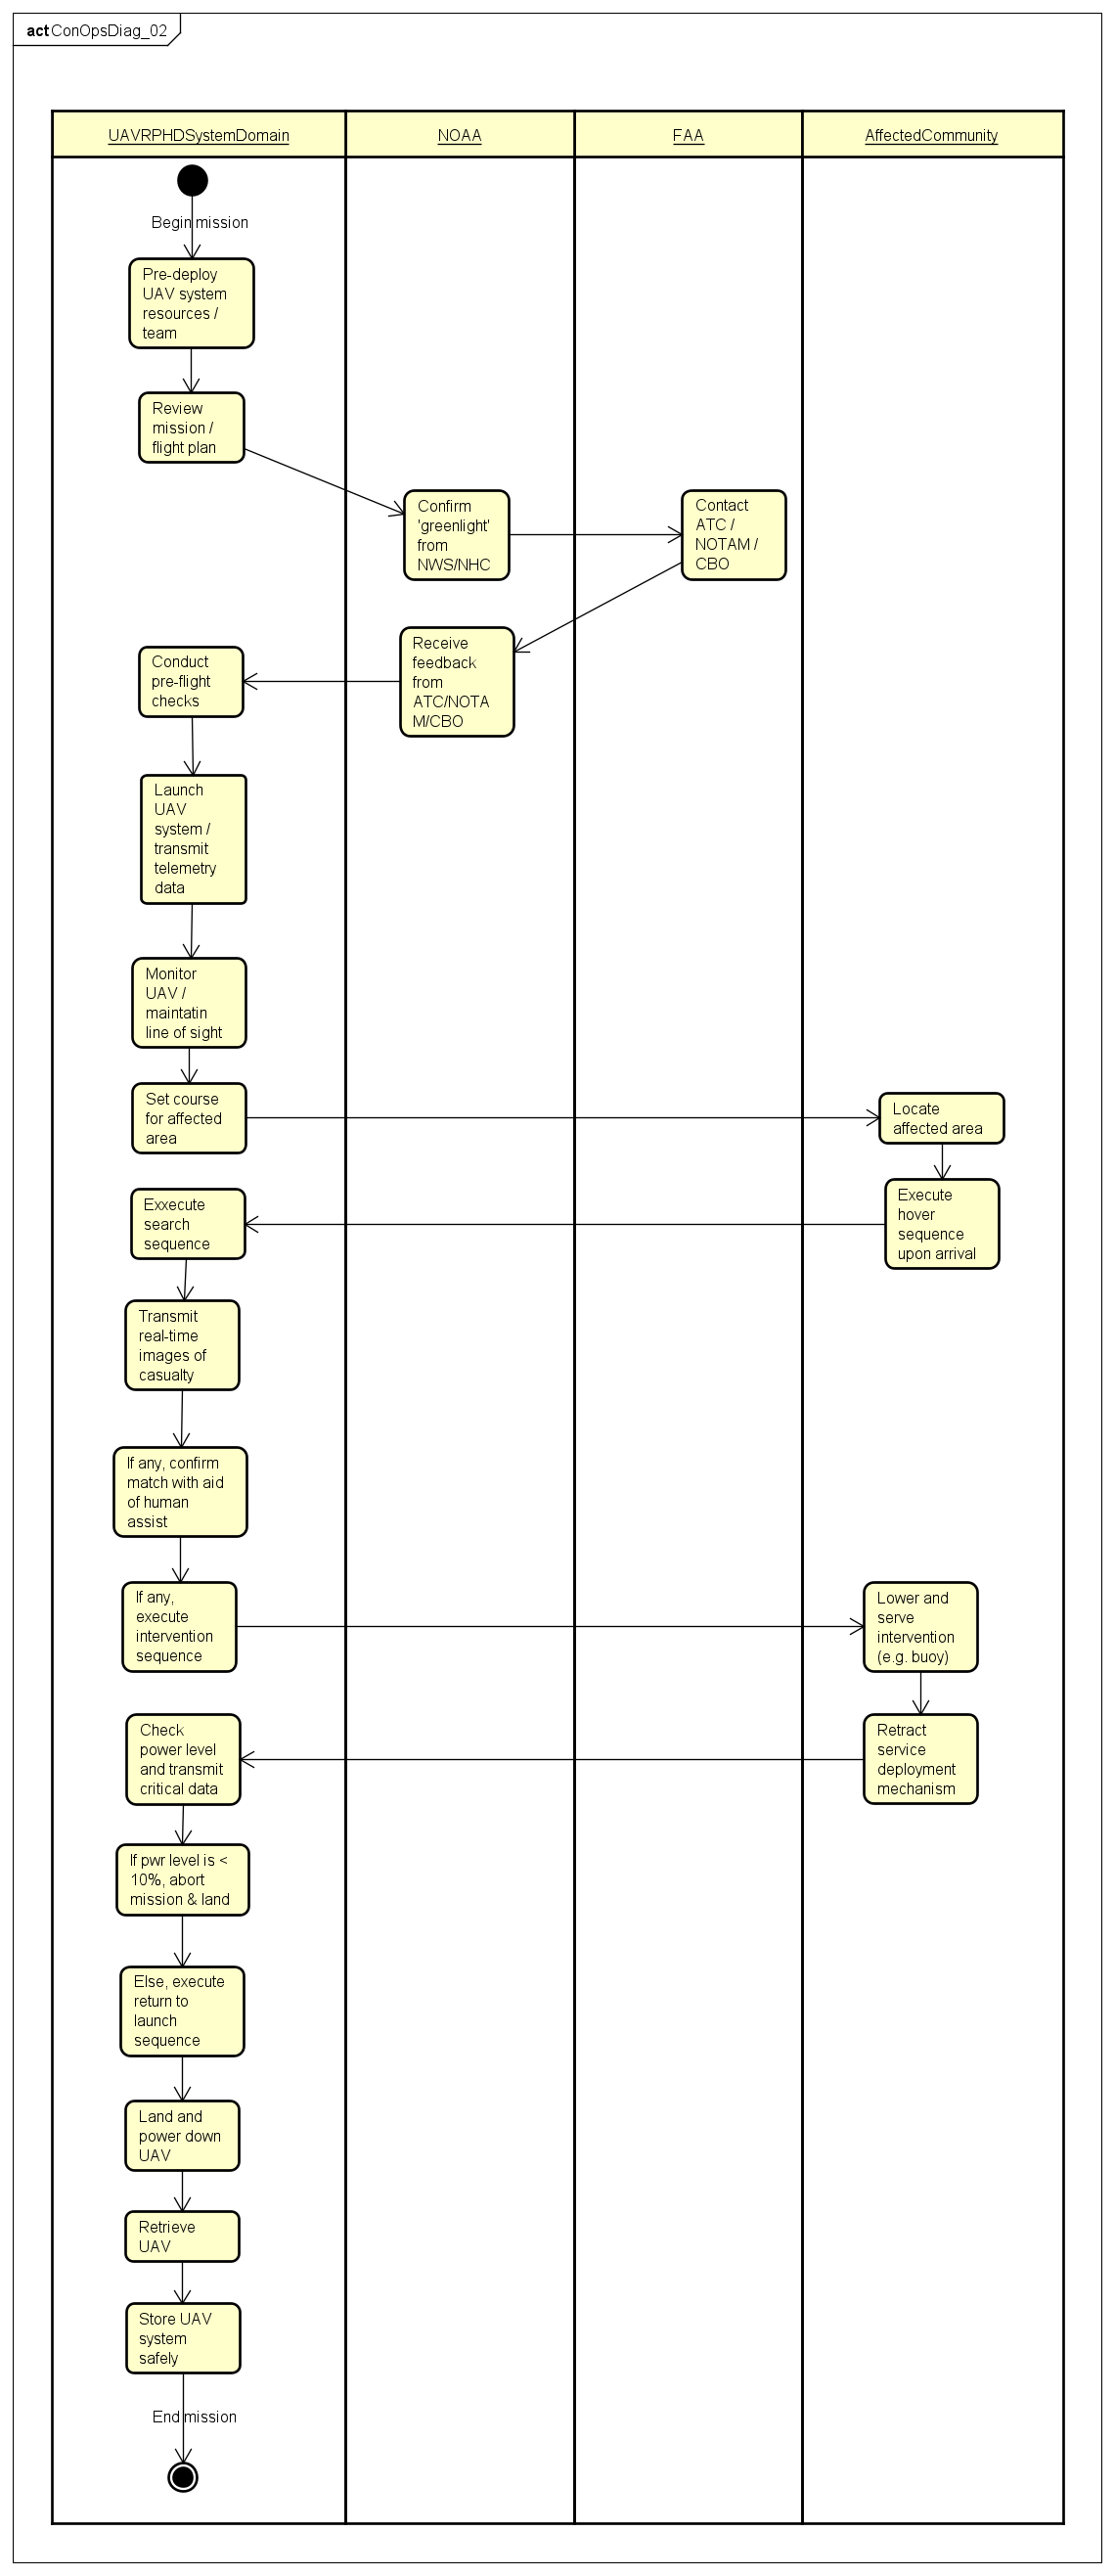 act ConOpsDiag_02
UAVRPHDSystemDomain
NOAA
FAA
AffectedCommunity
Begin mission
Pre-deploy
UAV system
resources /
team
Review
mission /
flight plan
Confirm
'greenlight'
from
NWS/NHC
Contact
ATC /
NOTAM /
CBO
Receive
feedback
from
ATC/NOTA
M/CBO
Conduct
pre-flight
checks
Launch
UAV
system /
transmit
telemetry
data
Monitor
UAV /
maintatin
line of sight
Set course
for affected
area
Locate
affected area
Execute
hover
sequence
upon arrival
Exxecute
search
sequence
Transmit
real-time
images of
casualty
If any, confirm
match with aid
of human
assist
If any,
execute
intervention
sequence
Lower and
serve
intervention
(e.g. buoy)
Retract
service
deployment
mechanism
Check
power level
and transmit
critical data
If pwr level is <
10%, abort
mission & land
Else, execute
return to
launch
sequence
Land and
power down
UAV
Retrieve
UAV
Store UAV
system
safely
End mission